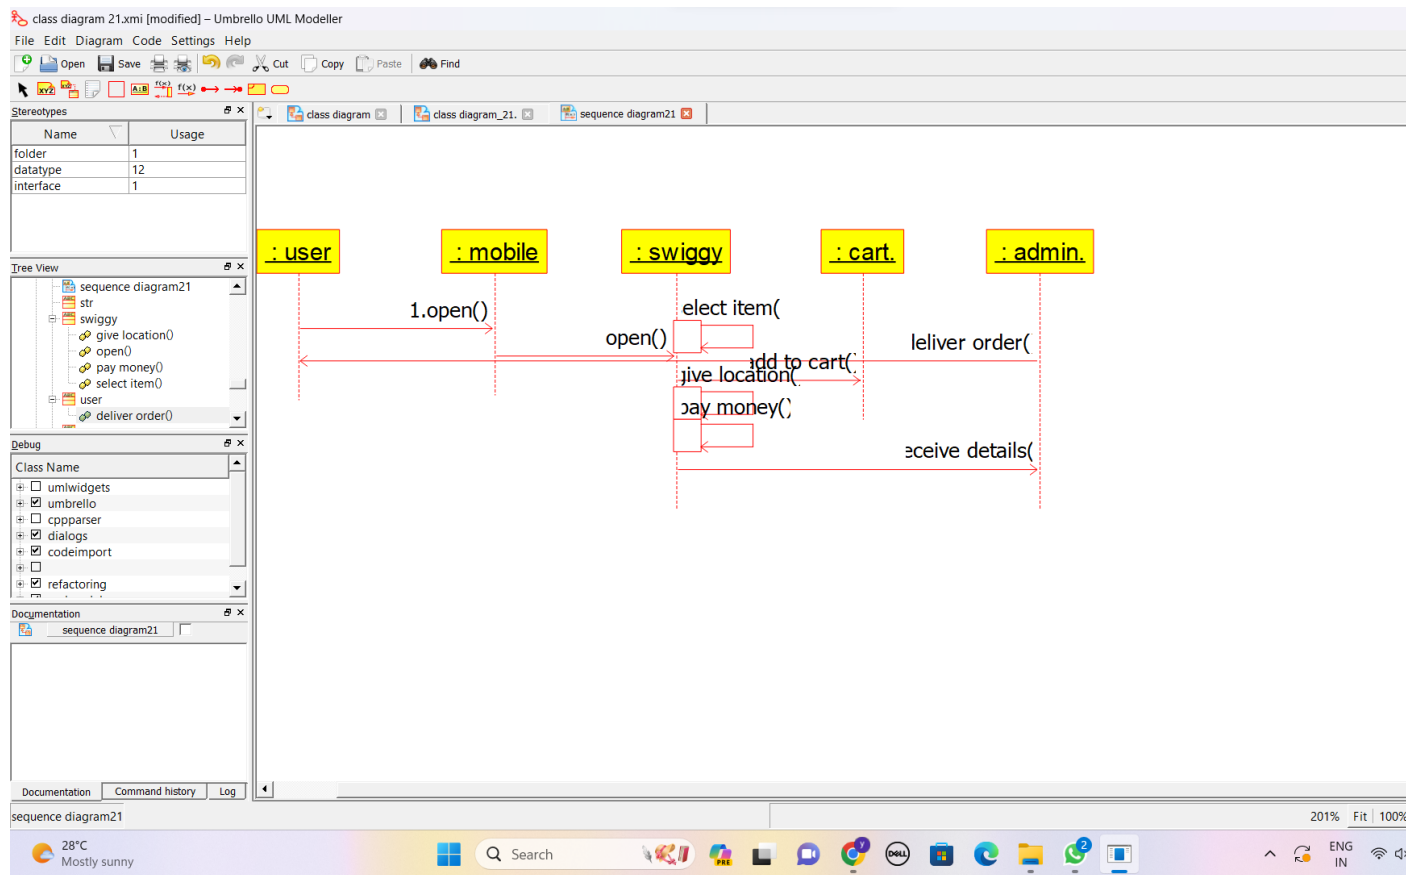 class diagram 21.xmi [modified] – Umbrello UML Modeller
File Edit Diagram Code Settings Help
Open Save Cut Copy Paste Find
Stereotypes
class diagram class diagram_21. sequence diagram21
Name Usage
folder 1
datatype 12
interface 1
: user : mobile : swiggy : cart. : admin.
Tree View
sequence diagram21
str
swiggy
give location()
open()
pay money()
select item()
user
deliver order()
1.open()
elect item(
open()
leliver order(
add to cart()
give location(
pay money()
eceive details(
Debug
Class Name
umlwidgets
umbrello
cppparser
dialogs
codeimport
refactoring
Documentation
sequence diagram21
Documentation Command history Log
sequence diagram21
201% Fit 100%
28°C
Mostly sunny
Search
PRE
DELL
y
2
ENG
IN